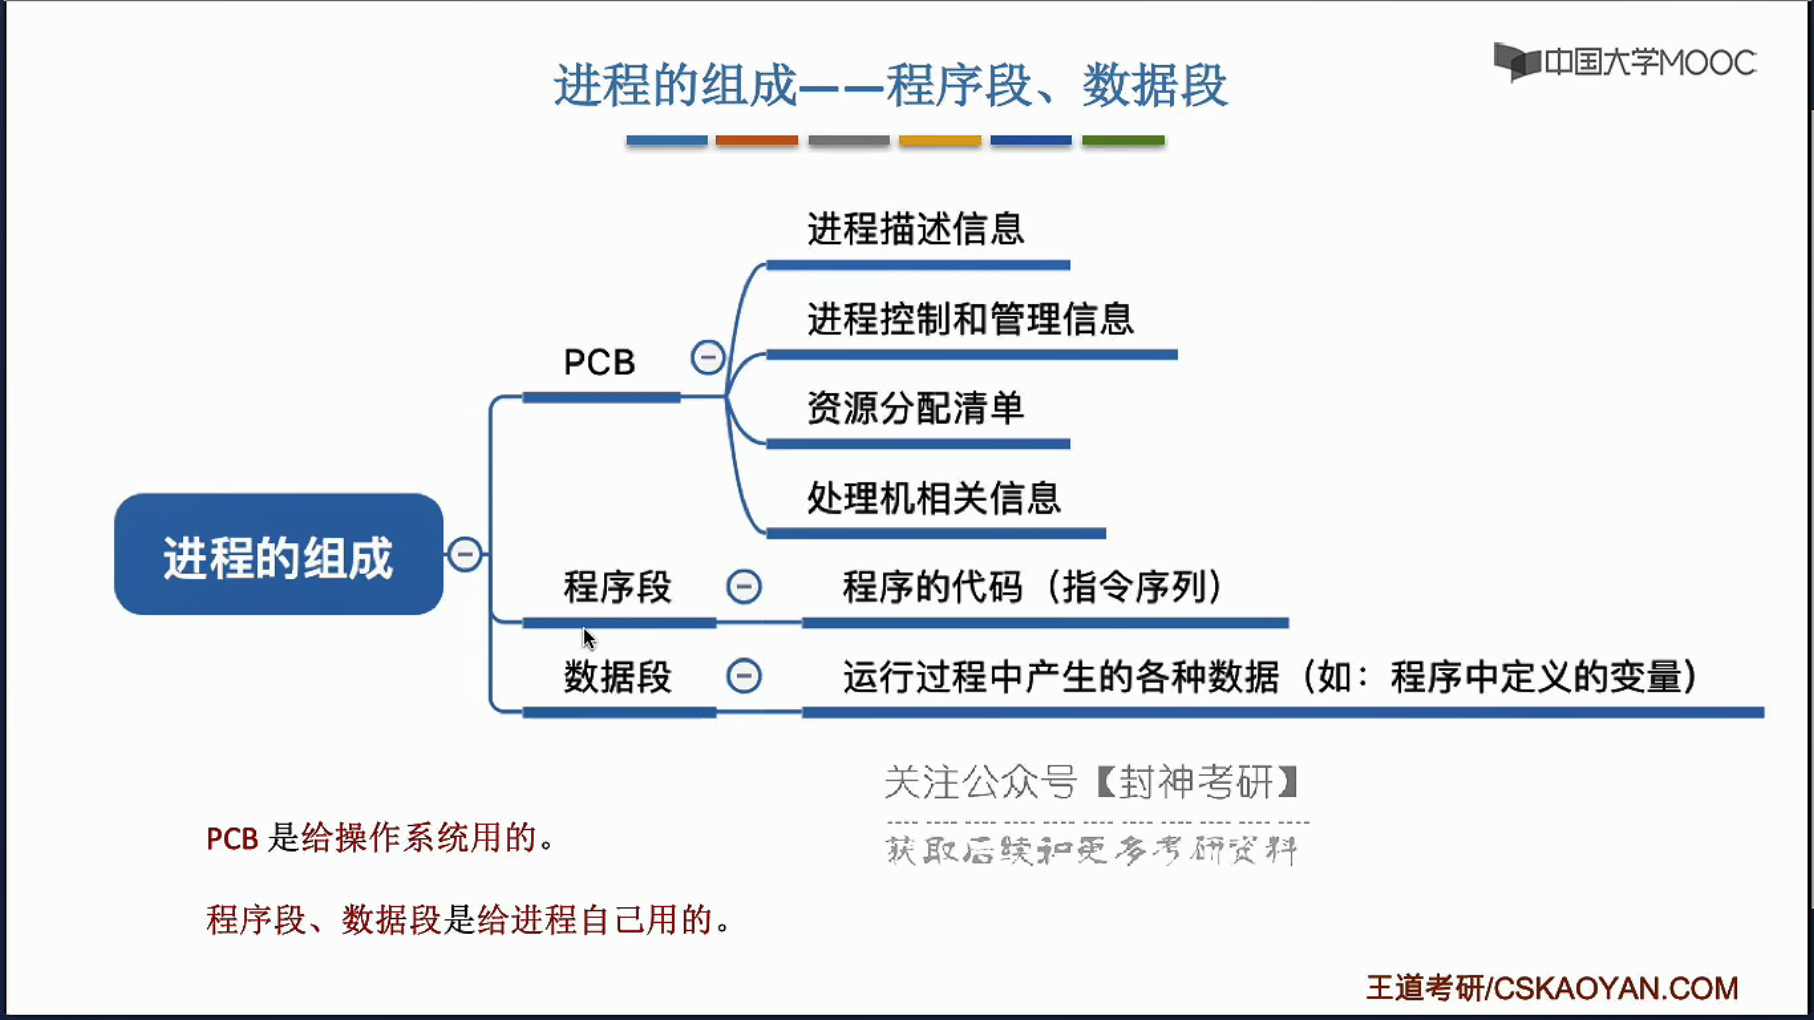 进程的组成——程序段、数据段
中国大学MOOC
进程描述信息
进程控制和管理信息
PCB
资源分配清单
处理机相关信息
进程的组成
程序段
程序的代码（指令序列）
数据段
运行过程中产生的各种数据（如：程序中定义的变量）
关注公众号【封神考研】
获取后续和更多考研资料
PCB 是给操作系统用的。
程序段、数据段是给进程自己用的。
王道考研/CSKAOYAN.COM